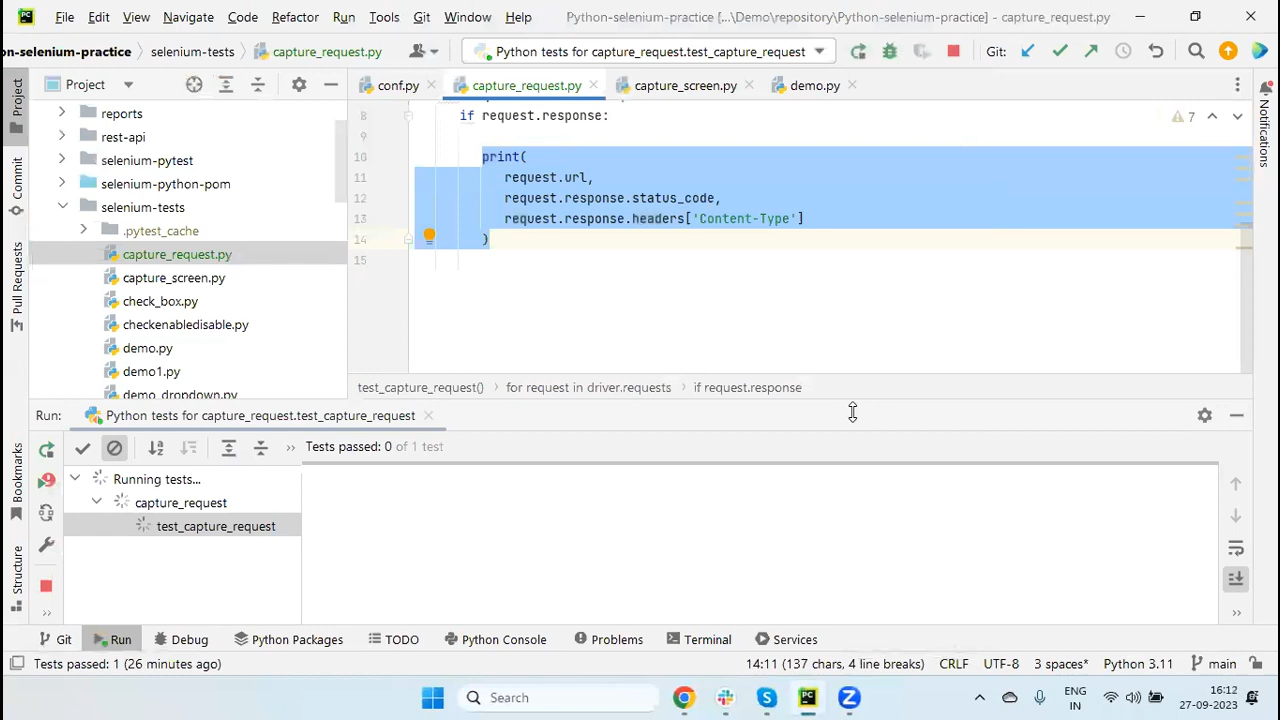 File Edit View Navigate Code Refactor Run Tools Git Window Help Python-selenium-practice [...\Demo\repository\Python-selenium-practice] - capture_request.py
on-selenium-practice selenium-tests capture_request.py Python tests for capture_request.test_capture_request Git:
Project conf.py capture_request.py capture_screen.py demo.py
reports
rest-api
selenium-pytest
selenium-python-pom
selenium-tests
.pytest_cache
capture_request.py
capture_screen.py
check_box.py
checkenabledisable.py
demo.py
demo1.py
demo_dropdown.py
8 if request.response: 7
9
10 print(
11 request.url,
12 request.response.status_code,
13 request.response.headers['Content-Type']
14 )
15
test_capture_request() for request in driver.requests if request.response
Project
Commit
Pull Requests
Bookmarks
Structure
Notifications
Run: Python tests for capture_request.test_capture_request
Tests passed: 0 of 1 test
Running tests...
capture_request
test_capture_request
Git Run Debug Python Packages TODO Python Console Problems Terminal Services
Tests passed: 1 (26 minutes ago) 14:11 (137 chars, 4 line breaks) CRLF UTF-8 3 spaces* Python 3.11 main
Search ENG 16:12
IN 27-09-2023